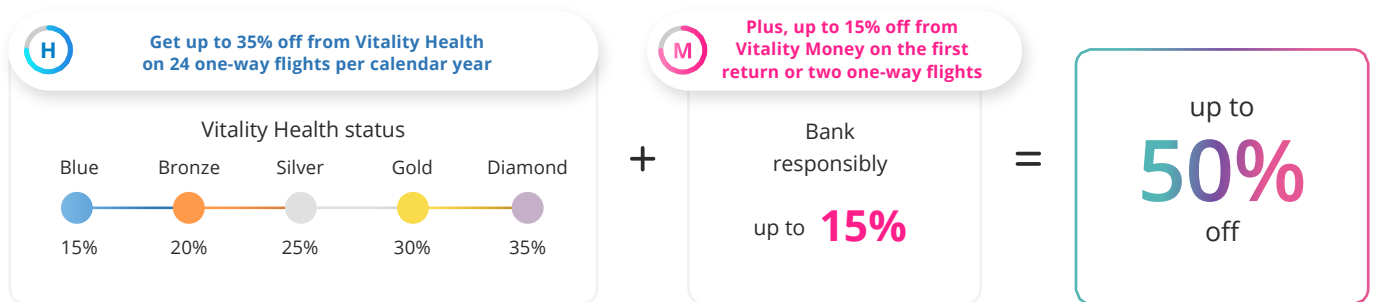 H
Get up to 35% off from Vitality Health
on 24 one-way flights per calendar year
Vitality Health status
Blue Bronze Silver Gold Diamond
15% 20% 25% 30% 35%
+
M
Plus, up to 15% off from
Vitality Money on the first
return or two one-way flights
Bank
responsibly
up to 15%
=
up to
50%
off